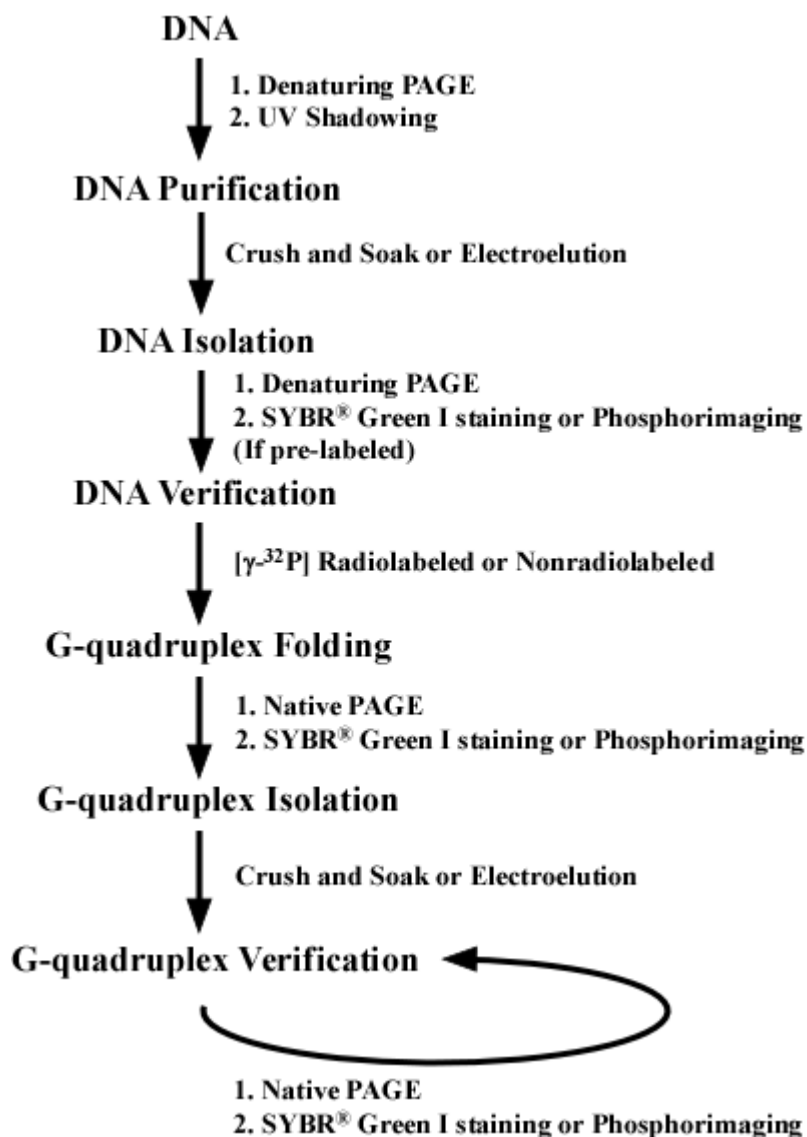 DNA
1. Denaturing PAGE
2. UV Shadowing
DNA Purification
Crush and Soak or Electroelution
DNA Isolation
1. Denaturing PAGE
2. SYBR® Green I staining or Phosphorimaging
(If pre-labeled)
DNA Verification
[γ-³²P] Radiolabeled or Nonradiolabeled
G-quadruplex Folding
1. Native PAGE
2. SYBR® Green I staining or Phosphorimaging
G-quadruplex Isolation
Crush and Soak or Electroelution
G-quadruplex Verification
1. Native PAGE
2. SYBR® Green I staining or Phosphorimaging